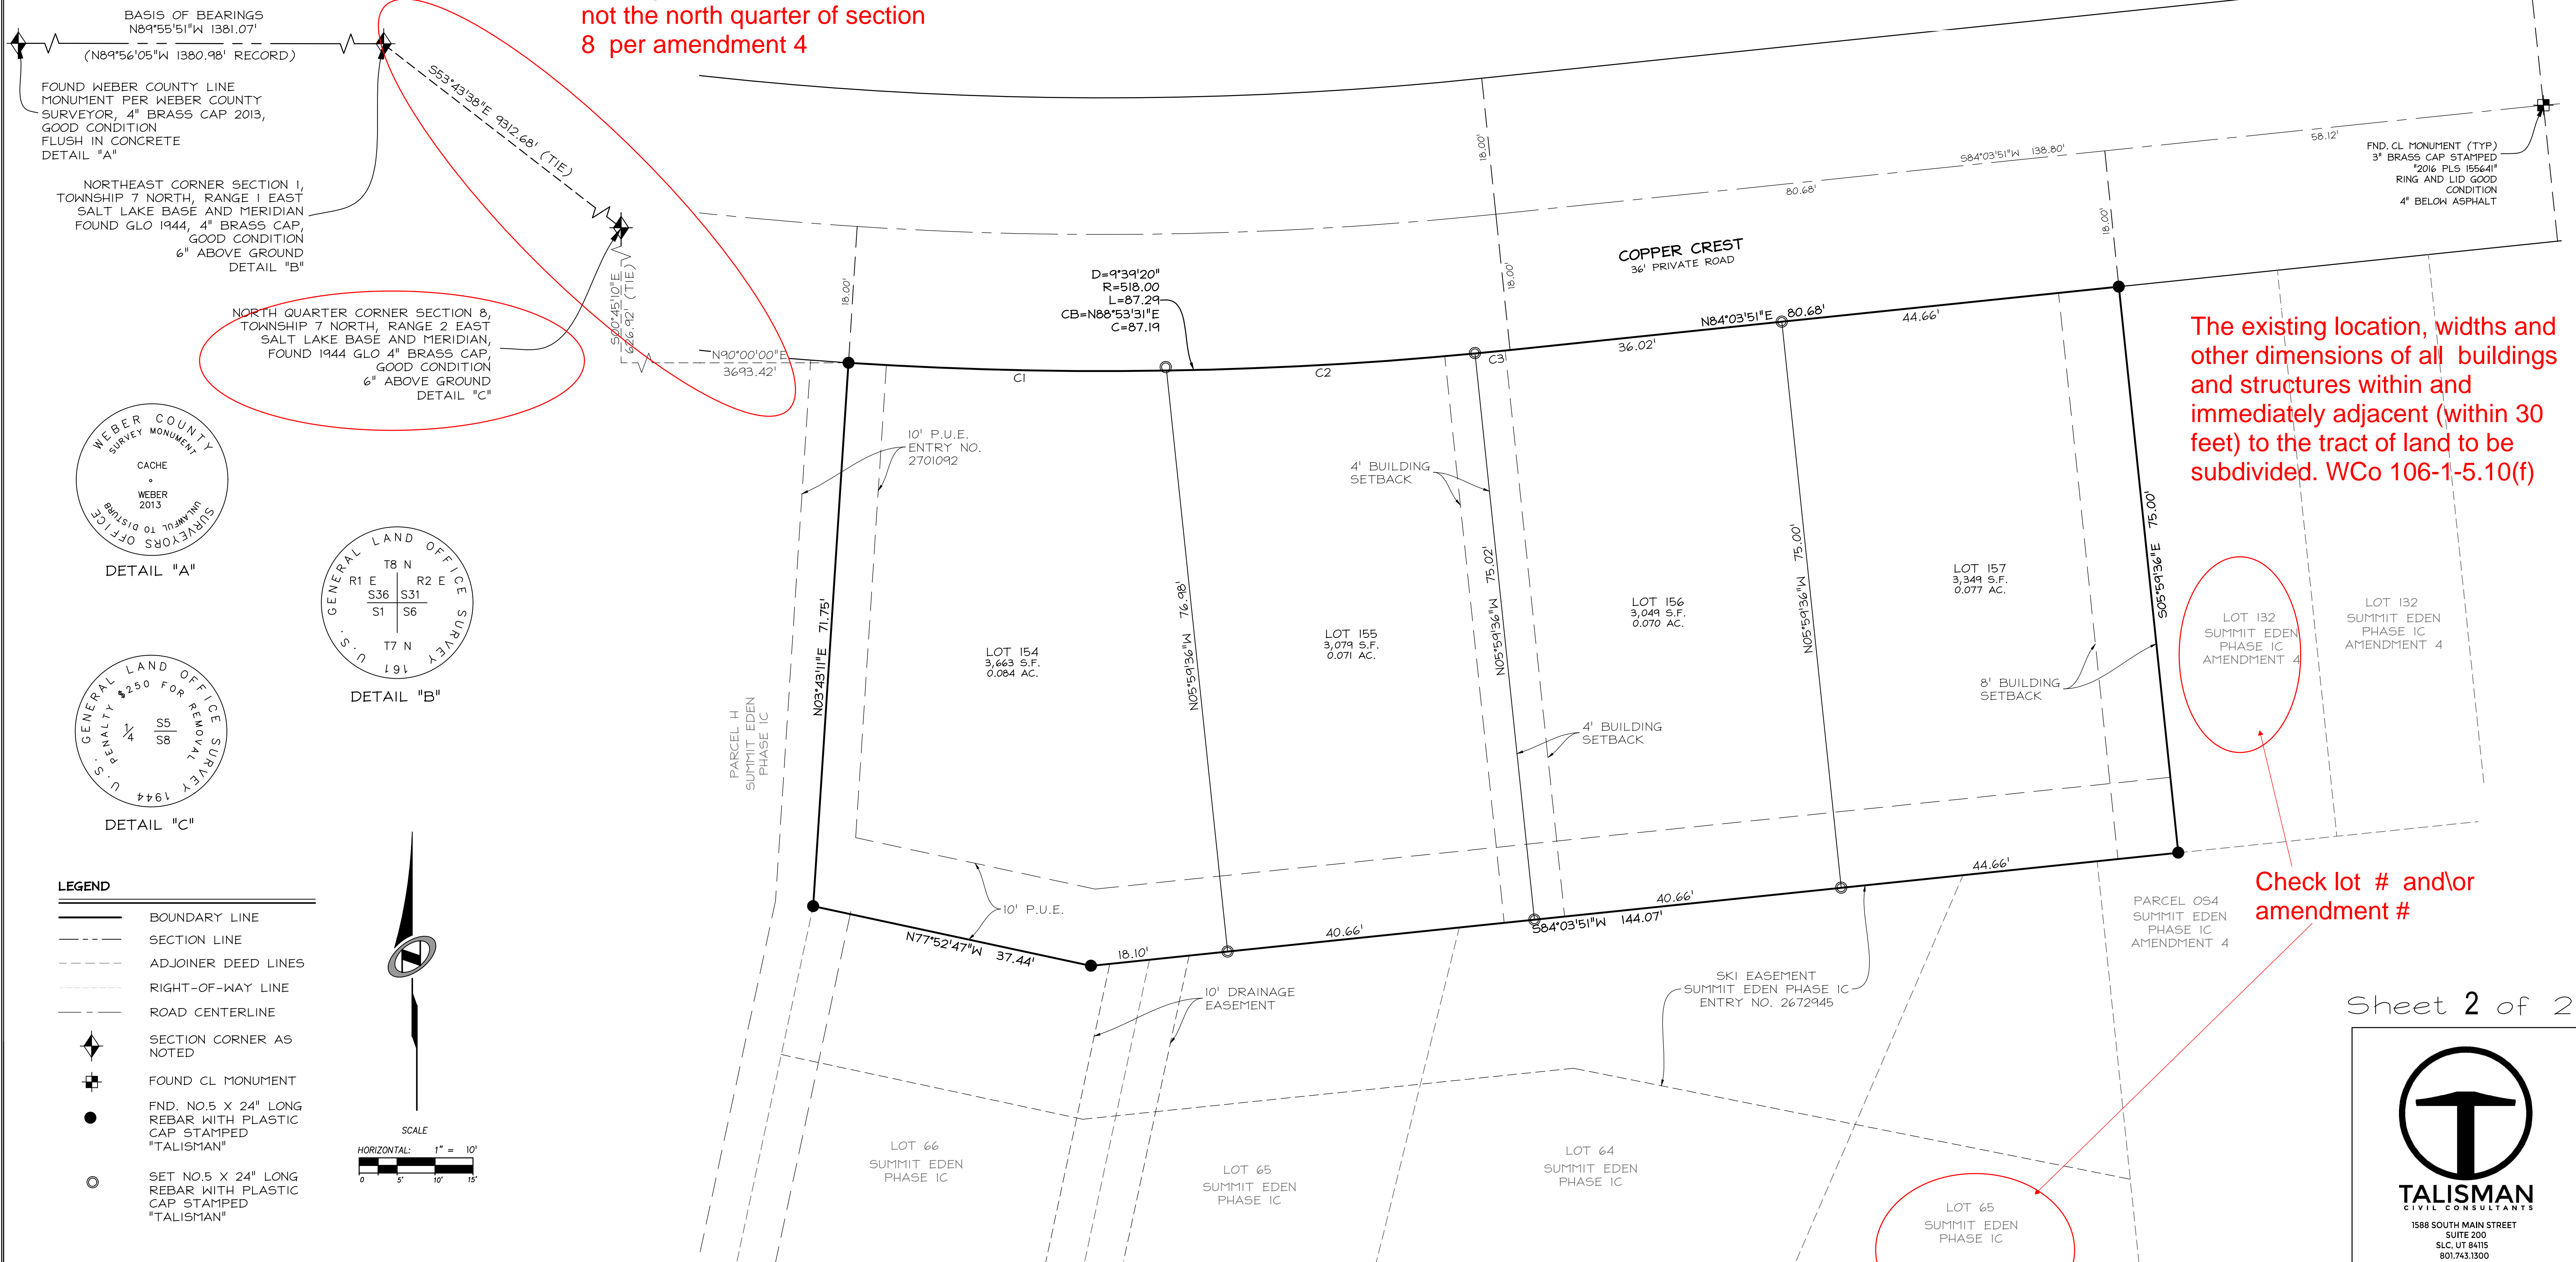 BASIS OF BEARINGS
N89°55'51"W 1381.07'
(N89°56'05"W 1380.98' RECORD)
FOUND WEBER COUNTY LINE
MONUMENT PER WEBER COUNTY
SURVEYOR, 4" BRASS CAP 2013,
GOOD CONDITION
FLUSH IN CONCRETE
DETAIL "A"
NORTHEAST CORNER SECTION 1,
TOWNSHIP 7 NORTH, RANGE 1 EAST
SALT LAKE BASE AND MERIDIAN
FOUND GLO 1944, 4" BRASS CAP,
GOOD CONDITION
6" ABOVE GROUND
DETAIL "B"
S53°43'38"E 9312.68' (TIE)
not the north quarter of section
8 per amendment 4
NORTH QUARTER CORNER SECTION 8,
TOWNSHIP 7 NORTH, RANGE 2 EAST
SALT LAKE BASE AND MERIDIAN,
FOUND 1944 GLO 4" BRASS CAP,
GOOD CONDITION
6" ABOVE GROUND
DETAIL "C"
S00°45'10"E
626.92' (TIE)
N90°00'00"E
3693.42'
18.00'
D=9°39'20"
R=518.00
L=87.29
CB=N88°53'31"E
C=87.19
18.00'
18.00'
80.68'
S84°03'51"W 138.80'
58.12'
18.00'
COPPER CREST
36' PRIVATE ROAD
FND. CL MONUMENT (TYP)
3" BRASS CAP STAMPED
"2016 PLS 155641"
RING AND LID GOOD
CONDITION
4" BELOW ASPHALT
C1
C2
C3
N84°03'51"E 80.68'
36.02'
44.66'
The existing location, widths and
other dimensions of all buildings
and structures within and
immediately adjacent (within 30
feet) to the tract of land to be
subdivided. WCo 106-1-5.10(f)
10' P.U.E.
ENTRY NO.
2701092
4' BUILDING
SETBACK
N03°43'11"E 71.75'
N05°59'36"W 76.98'
N05°59'36"W 75.02'
N05°59'36"W 75.00'
S05°59'36"E 75.00'
LOT 154
3,663 S.F.
0.084 AC.
LOT 155
3,079 S.F.
0.071 AC.
LOT 156
3,049 S.F.
0.070 AC.
LOT 157
3,349 S.F.
0.077 AC.
LOT 132
SUMMIT EDEN
PHASE 1C
AMENDMENT 4
LOT 132
SUMMIT EDEN
PHASE 1C
AMENDMENT 4
8' BUILDING
SETBACK
4' BUILDING
SETBACK
PARCEL H
SUMMIT EDEN
PHASE 1C
10' P.U.E.
N77°52'47"W 37.44'
18.10'
40.66'
S84°03'51"W 144.07'
40.66'
44.66'
Check lot # and\or
amendment #
PARCEL OS4
SUMMIT EDEN
PHASE 1C
AMENDMENT 4
10' DRAINAGE
EASEMENT
SKI EASEMENT
SUMMIT EDEN PHASE 1C
ENTRY NO. 2672945
LOT 66
SUMMIT EDEN
PHASE 1C
LOT 65
SUMMIT EDEN
PHASE 1C
LOT 64
SUMMIT EDEN
PHASE 1C
LOT 65
SUMMIT EDEN
PHASE 1C
WEBER COUNTY
SURVEY MONUMENT
CACHE
WEBER
2013
UNLAWFUL TO DISTURB
SURVEYORS OFFICE
DETAIL "A"
U.S. GENERAL LAND OFFICE SURVEY
T8 N
R1 E R2 E
S36 S31
S1 S6
T7 N
161
DETAIL "B"
U.S. GENERAL LAND OFFICE SURVEY
PENALTY $250 FOR REMOVAL
1/4
S5
S8
1944
DETAIL "C"
LEGEND
BOUNDARY LINE
SECTION LINE
ADJOINER DEED LINES
RIGHT-OF-WAY LINE
ROAD CENTERLINE
SECTION CORNER AS
NOTED
FOUND CL MONUMENT
FND. NO.5 X 24" LONG
REBAR WITH PLASTIC
CAP STAMPED
"TALISMAN"
SET NO.5 X 24" LONG
REBAR WITH PLASTIC
CAP STAMPED
"TALISMAN"
N
SCALE
HORIZONTAL: 1" = 10'
0 5' 10' 15'
Sheet 2 of 2
TALISMAN
CIVIL CONSULTANTS
1588 SOUTH MAIN STREET
SUITE 200
SLC, UT 84115
801.743.1300